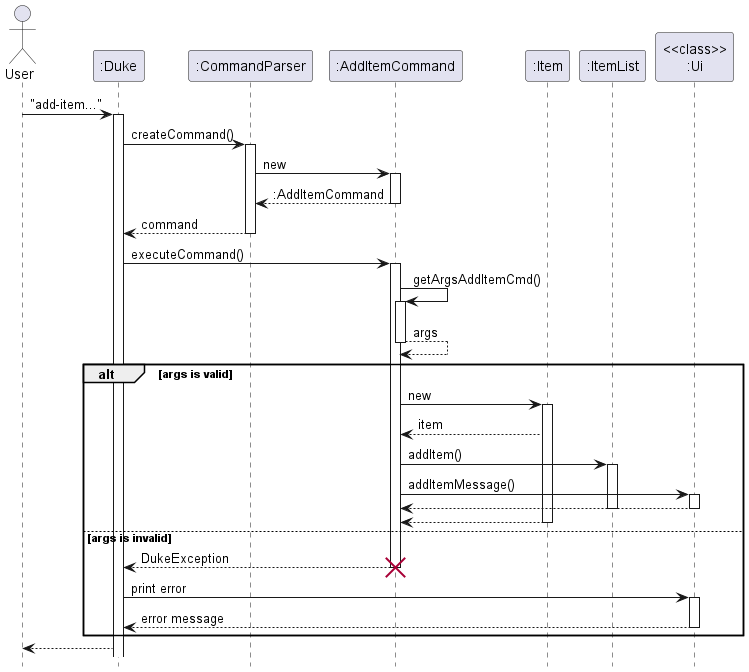 User
:Duke
:CommandParser
:AddItemCommand
:Item
:ItemList
<<class>>
:Ui
"add-item..."
createCommand()
new
:AddItemCommand
command
executeCommand()
getArgsAddItemCmd()
args
alt
[args is valid]
new
item
addItem()
addItemMessage()
[args is invalid]
DukeException
print error
error message